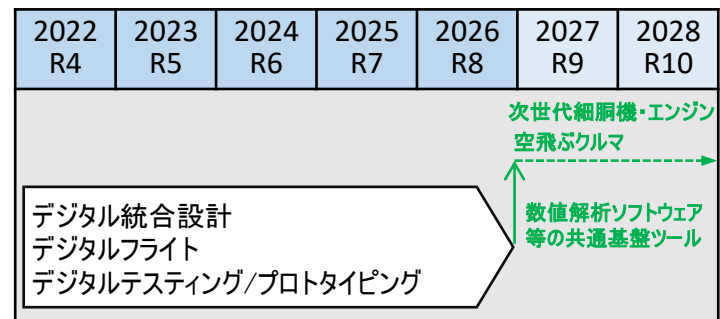 2022 2023 2024 2025 2026 2027 2028
R4 R5 R6 R7 R8 R9 R10
次世代細胴機・エンジン
空飛ぶクルマ
デジタル統合設計
デジタルフライト
デジタルテスティング/プロトタイピング
数値解析ソフトウェア
等の共通基盤ツール